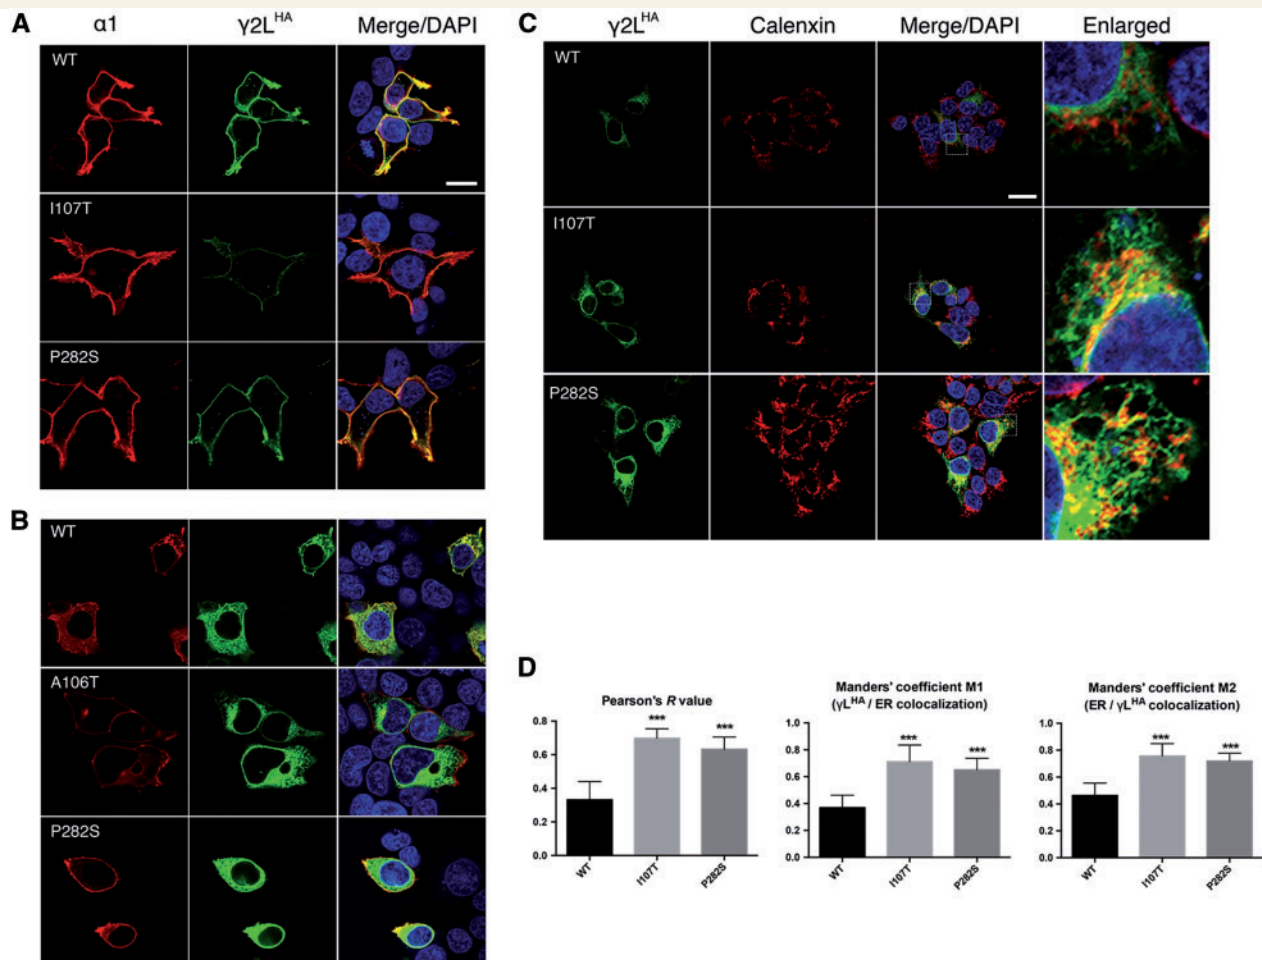 A
α1
γ2L^HA
Merge/DAPI
WT
I107T
P282S
B
WT
A106T
P282S
C
γ2L^HA
Calenxin
Merge/DAPI
Enlarged
WT
I107T
P282S
D
Pearson's R value
0.8
0.6
0.4
0.2
0.0
***
***
WT
I107T
P282S
Manders' coefficient M1
(γL^HA / ER colocalization)
1.0
0.8
0.6
0.4
0.2
0.0
***
***
WT
I107T
P282S
Manders' coefficient M2
(ER / γL^HA colocalization)
1.0
0.8
0.6
0.4
0.2
0.0
***
***
WT
I107T
P282S